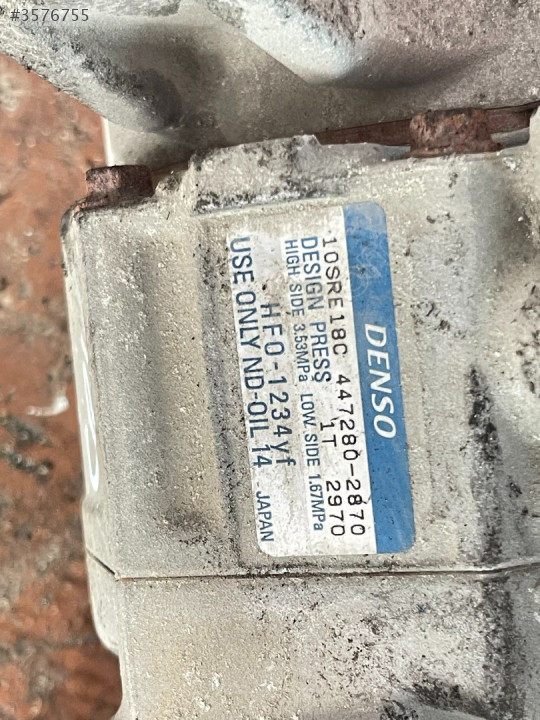 #3576755
DENSO
10SRE18C 447280-2870
DESIGN PRESS 1T 2970
HIGH SIDE 3.53MPa LOW SIDE 1.67MPa
HFO-1234yf
USE ONLY ND-OIL 14 JAPAN